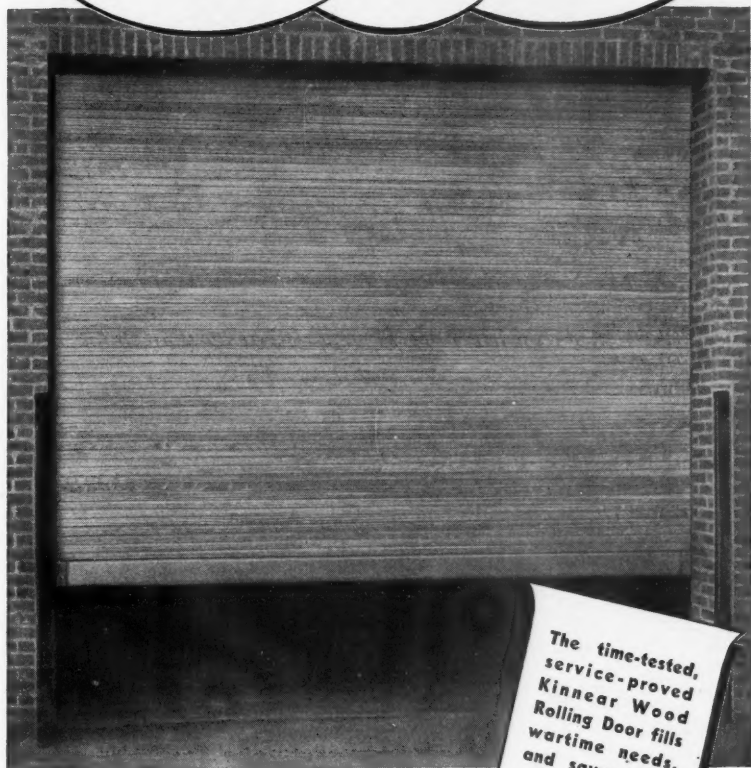 The time-tested,
service-proved
Kinnear Wood
Rolling Door fills
wartime needs,
and